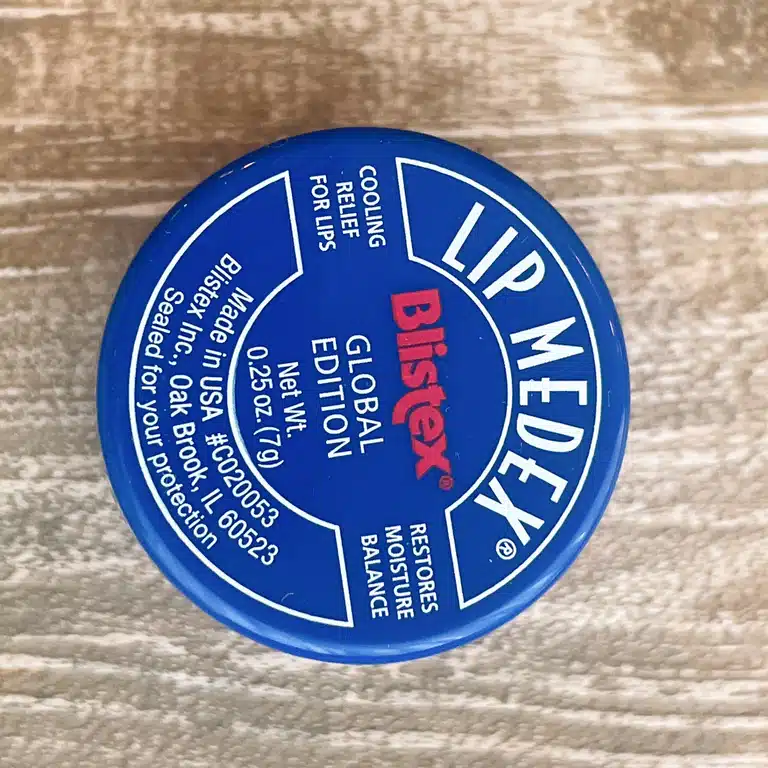 LIP MEDEX®
COOLING
RELIEF
FOR LIPS
Blistex®
RESTORES
MOISTURE
BALANCE
GLOBAL
EDITION
Net Wt.
0.25 oz. (7g)
Made in USA #C020053
Blistex Inc., Oak Brook, IL 60523
Sealed for your protection